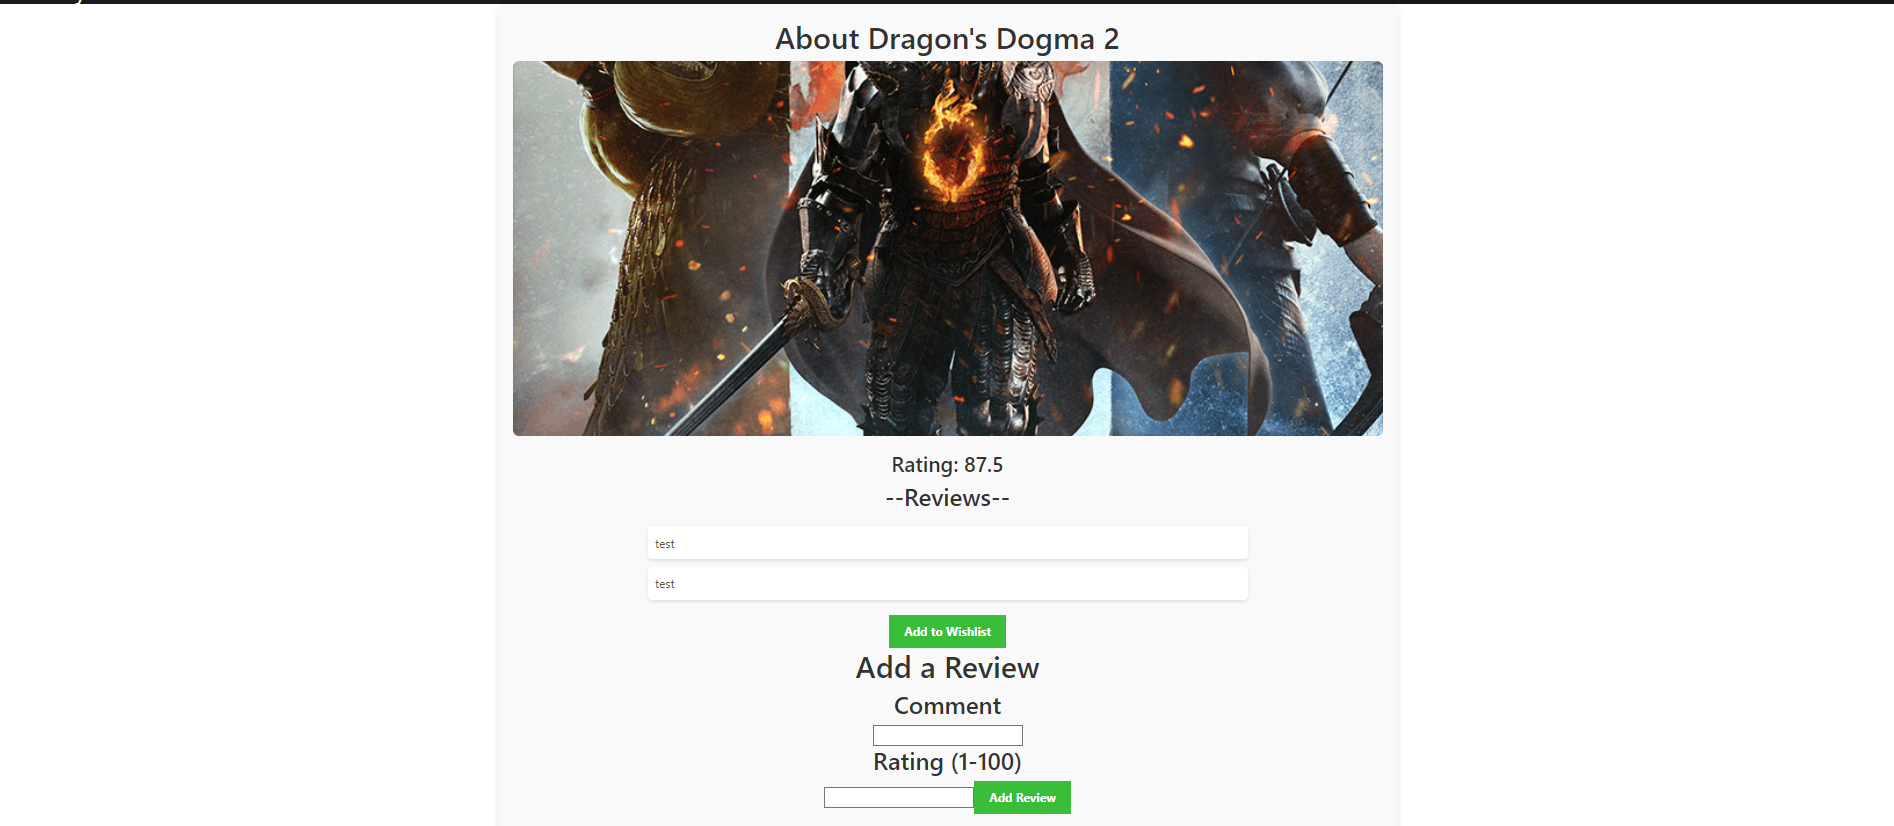 About Dragon's Dogma 2
Rating: 87.5
--Reviews--
test
test
Add to Wishlist
Add a Review
Comment
Rating (1-100)
Add Review